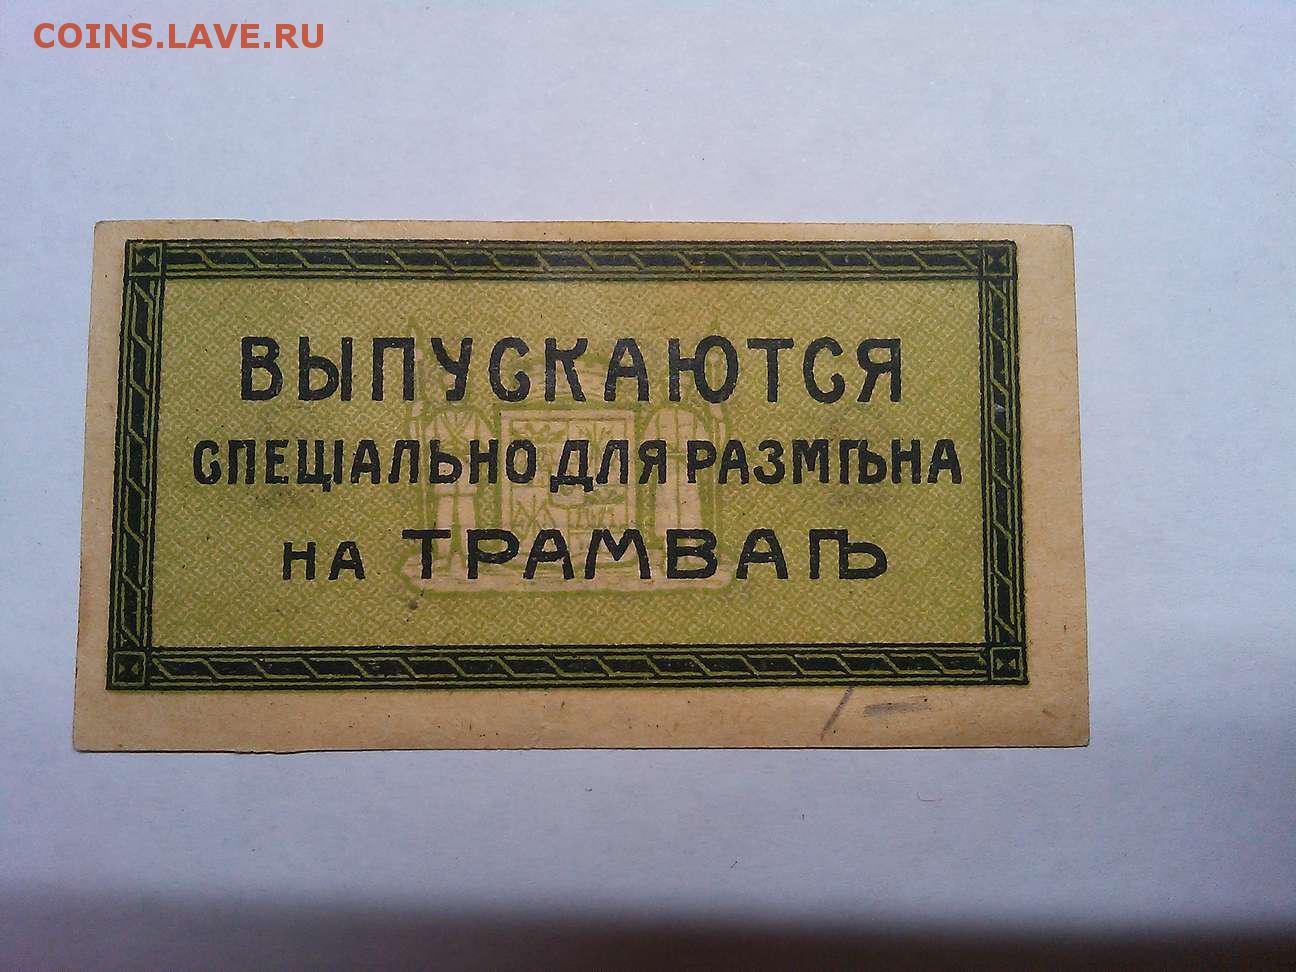 COINS.LAVE.RU
ВЫПУСКАЮТСЯ
СПЕЦІАЛЬНО ДЛЯ РАЗМѢНА
НА ТРАМВАѢ